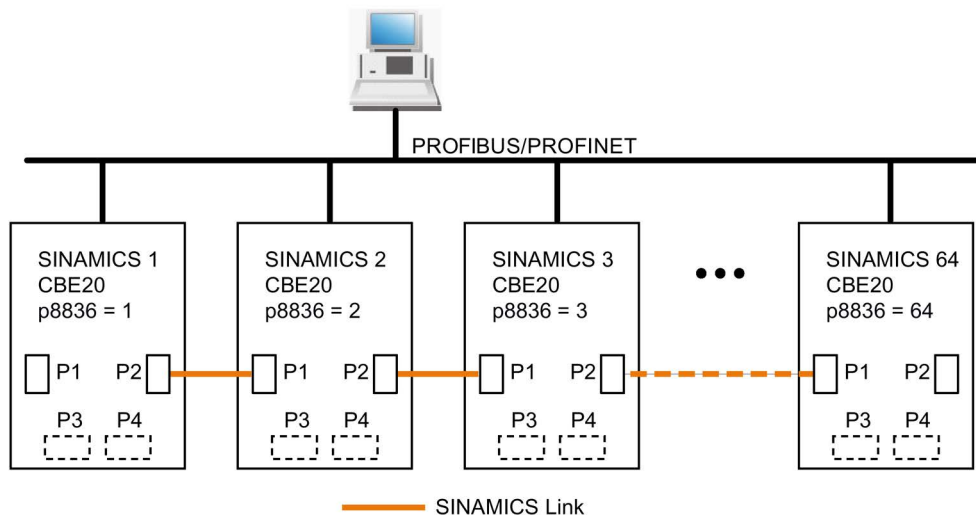 PROFIBUS/PROFINET
SINAMICS 1
CBE20
p8836 = 1
P1 P2
P3 P4
SINAMICS 2
CBE20
p8836 = 2
P1 P2
P3 P4
SINAMICS 3
CBE20
p8836 = 3
P1 P2
P3 P4
SINAMICS 64
CBE20
p8836 = 64
P1 P2
P3 P4
SINAMICS Link